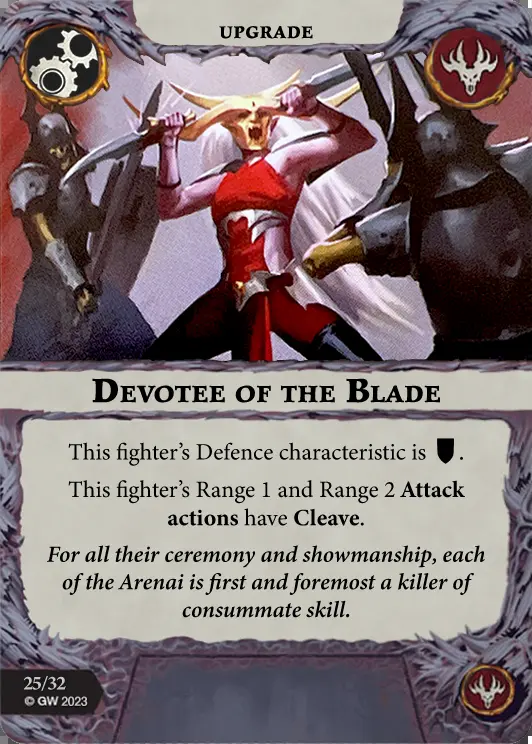 UPGRADE
DEVOTEE OF THE BLADE
This fighter's Defence characteristic is .
This fighter's Range 1 and Range 2 Attack
actions have Cleave.
For all their ceremony and showmanship, each
of the Arenai is first and foremost a killer of
consummate skill.
25/32
© GW 2023